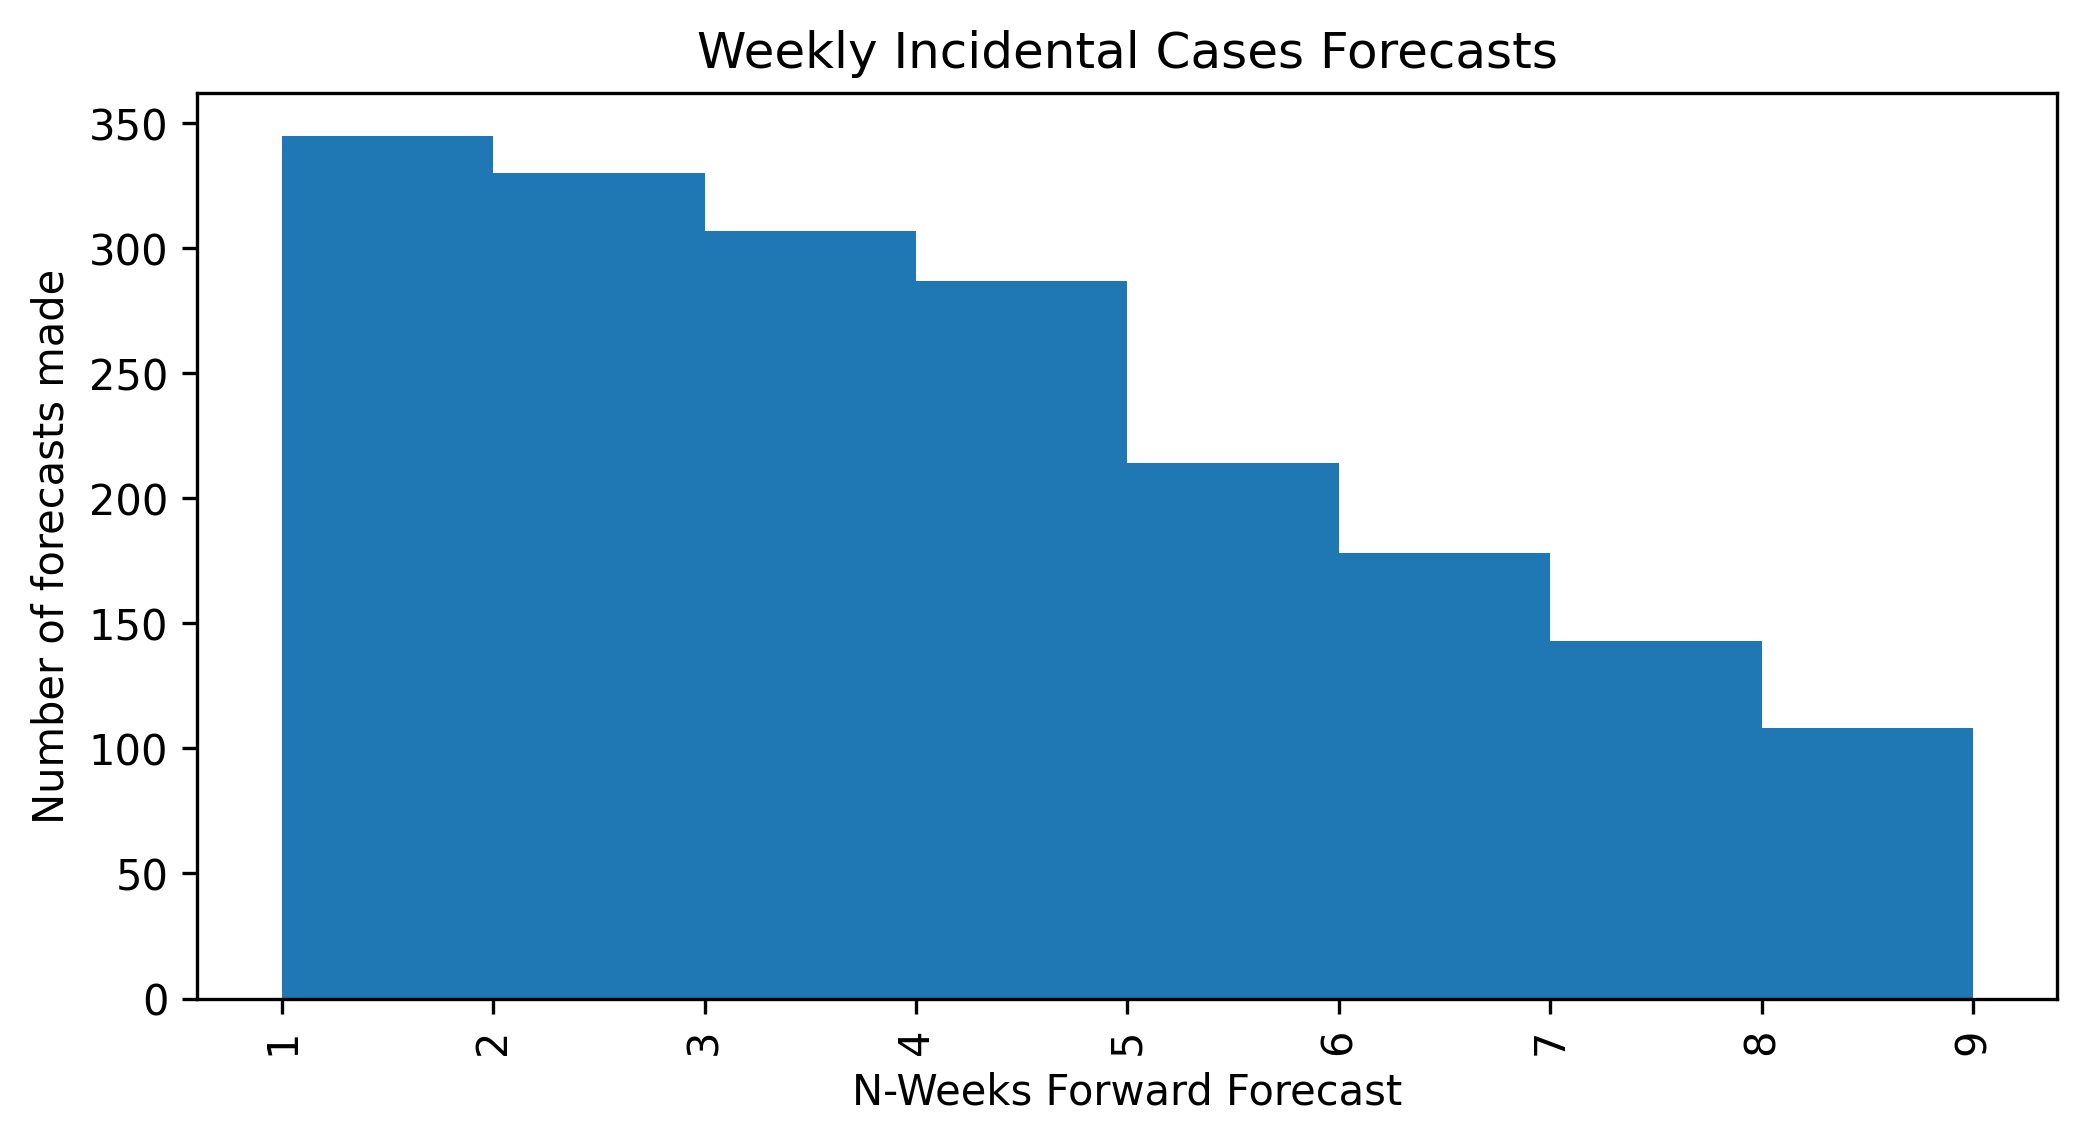 Weekly Incidental Cases Forecasts
350
300
250
200
150
100
50
0
Number of forecasts made
1 2 3 4 5 6 7 8 9
N-Weeks Forward Forecast